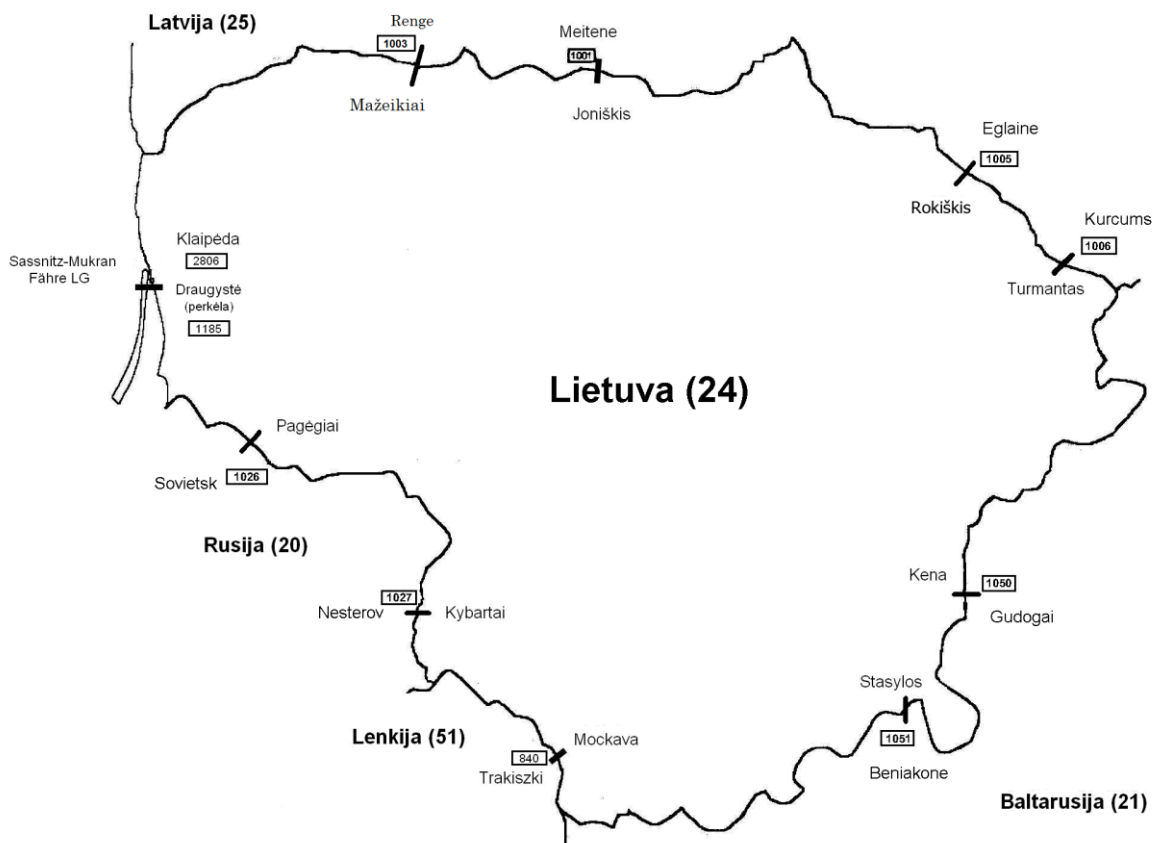 Latvija (25)
Renge
1003
Mažeikiai
Meitene
1001
Joniškis
Eglaine
1005
Rokiškis
Kurcums
1006
Turmantas
Klaipėda
2806
Sassnitz-Mukran
Fähre LG
Draugystė
(perkėla)
1185
Lietuva (24)
Pagėgiai
Sovietsk
1026
Rusija (20)
Kena
1050
Gudogai
1027
Nesterov
Kybartai
Stasylos
1051
Beniakone
Lenkija (51)
Mockava
840
Trakiszki
Baltarusija (21)